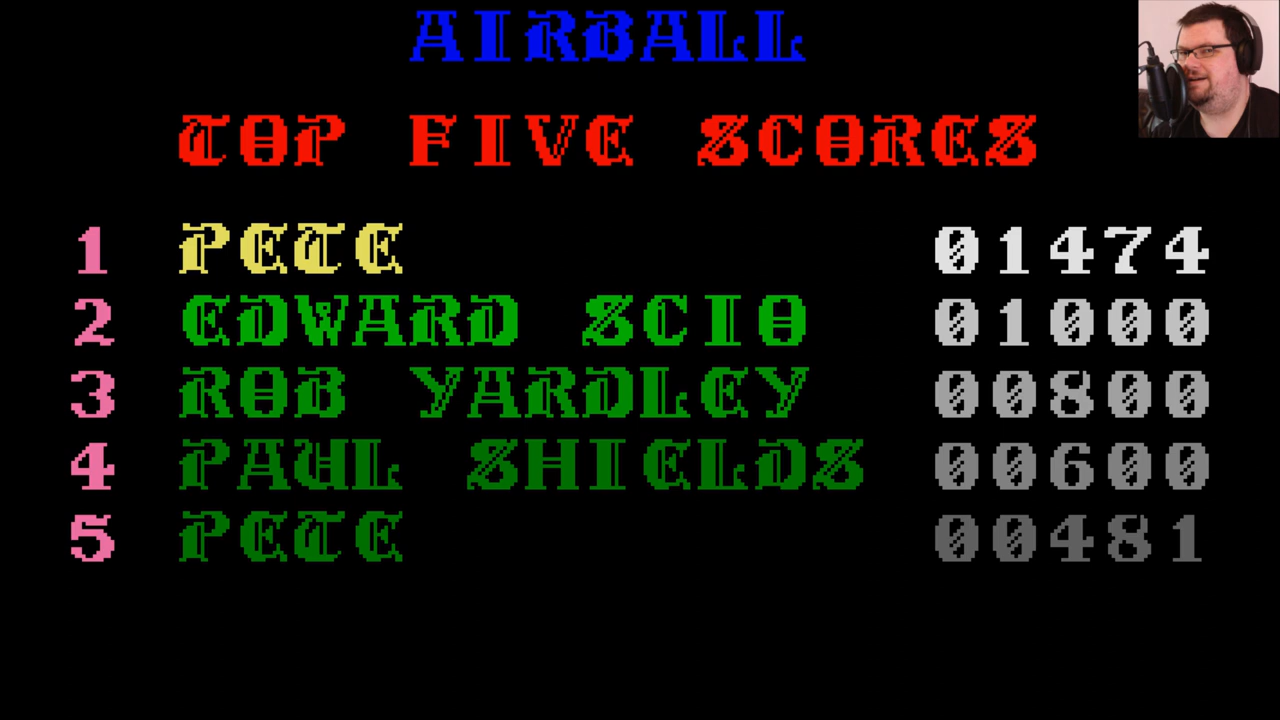 AIRBALL
TOP FIVE SCORES
1 PETE 01474
2 EDWARD SCIO 01000
3 ROB YARDLEY 00800
4 PAUL SHIELDS 00600
5 PETE 00481